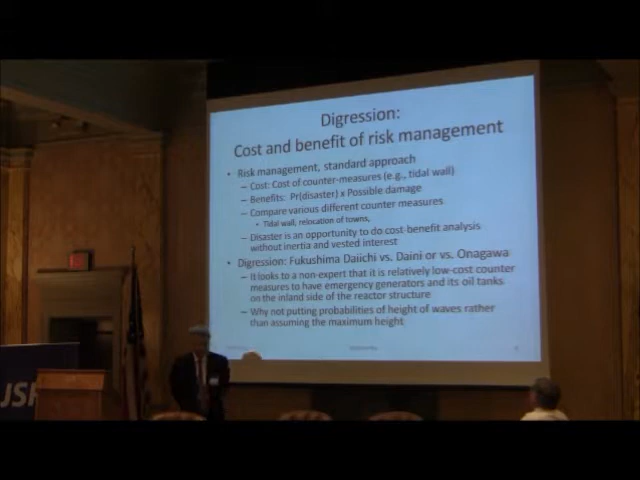 Digression:
Cost and benefit of risk management
• Risk management, standard approach
– Cost: Cost of counter-measures (e.g., tidal wall)
– Benefits: Pr(disaster) x Possible damage
– Compare various different counter measures
• Tidal wall, relocation of towns,
– Disaster is an opportunity to do cost-benefit analysis
without inertia and vested interest
• Digression: Fukushima Daiichi vs. Daini or vs. Onagawa
– It looks to a non-expert that it is relatively low-cost counter
measures to have emergency generators and its oil tanks
on the inland side of the reactor structure
– Why not putting probabilities of height of waves rather
than assuming the maximum height